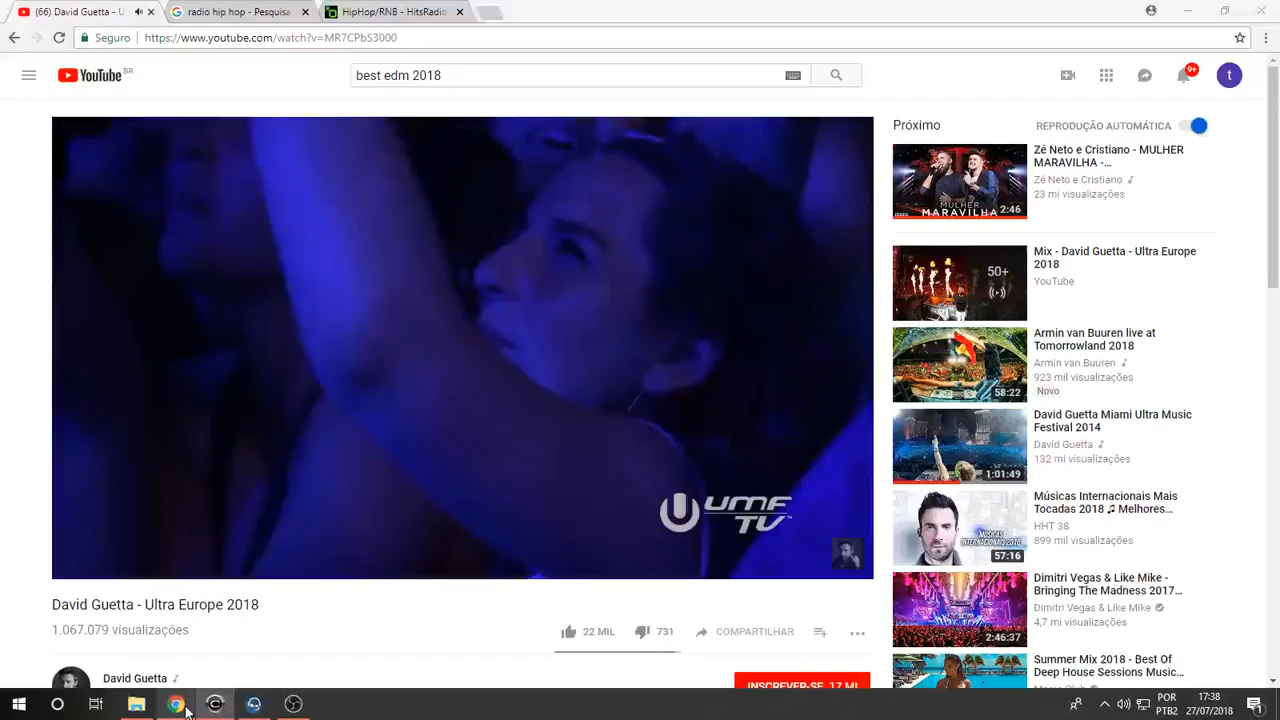 (66) David Guetta - U
radio hip hop - Pesquisa
HipHop/RNB - HitsRadio
Seguro
https://www.youtube.com/watch?v=MR7CPbS3000
YouTube BR
best edm 2018
9+
t
Próximo
REPRODUÇÃO AUTOMÁTICA
MULHER
MARAVILHA
2:46
Zé Neto e Cristiano - MULHER
MARAVILHA -...
Zé Neto e Cristiano
23 mi visualizações
50+
Mix - David Guetta - Ultra Europe
2018
YouTube
58:22
Armin van Buuren live at
Tomorrowland 2018
Armin van Buuren
923 mil visualizações
Novo
1:01:49
David Guetta Miami Ultra Music
Festival 2014
David Guetta
132 mi visualizações
57:16
Músicas Internacionais Mais
Tocadas 2018 ♫ Melhores...
HHT 38
899 mil visualizações
2:46:37
Dimitri Vegas & Like Mike -
Bringing The Madness 2017...
Dimitri Vegas & Like Mike
4,7 mi visualizações
Summer Mix 2018 - Best Of
Deep House Sessions Music...
UMF
TV
David Guetta - Ultra Europe 2018
1.067.079 visualizações
22 MIL
731
COMPARTILHAR
David Guetta
INSCREVER-SE 17 MI
POR
PTB2
17:38
27/07/2018
1